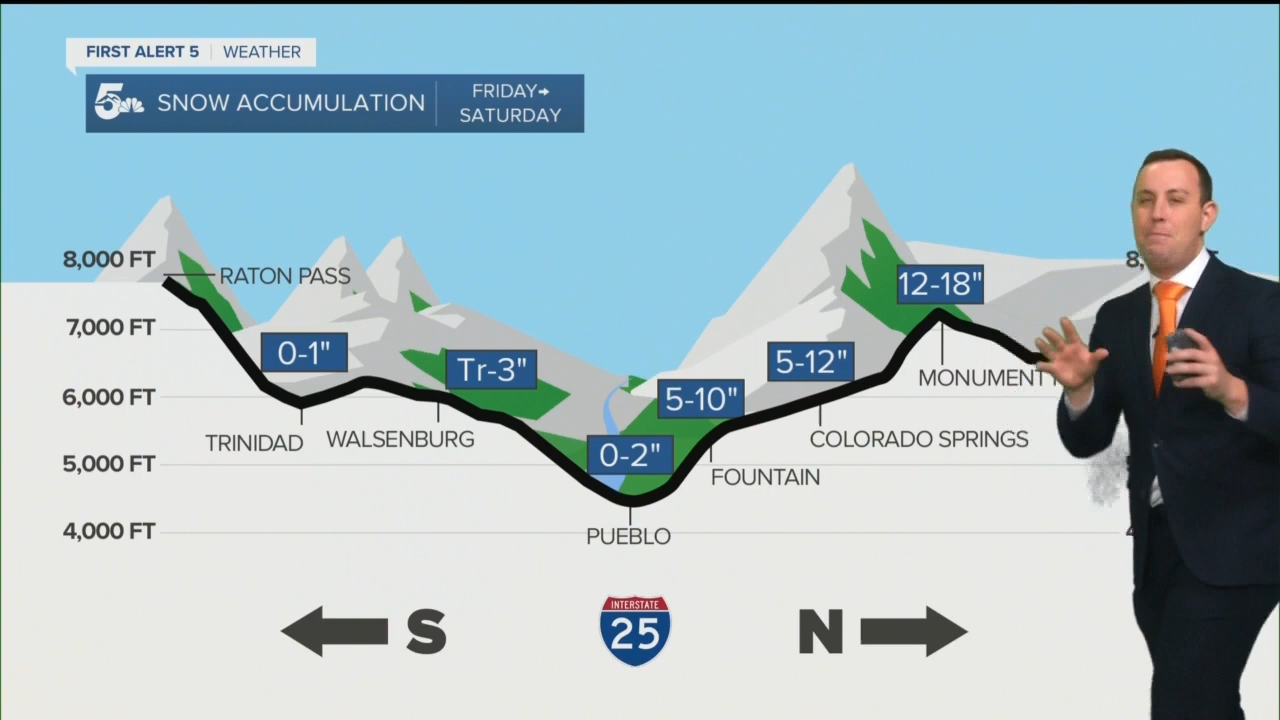 FIRST ALERT 5 | WEATHER
5 SNOW ACCUMULATION
FRIDAY→
SATURDAY
8,000 FT
RATON PASS
12-18"
7,000 FT
0-1"
Tr-3"
5-12"
MONUMENT
6,000 FT
5-10"
TRINIDAD
WALSENBURG
COLORADO SPRINGS
5,000 FT
0-2"
FOUNTAIN
4,000 FT
PUEBLO
S
INTERSTATE
25
N